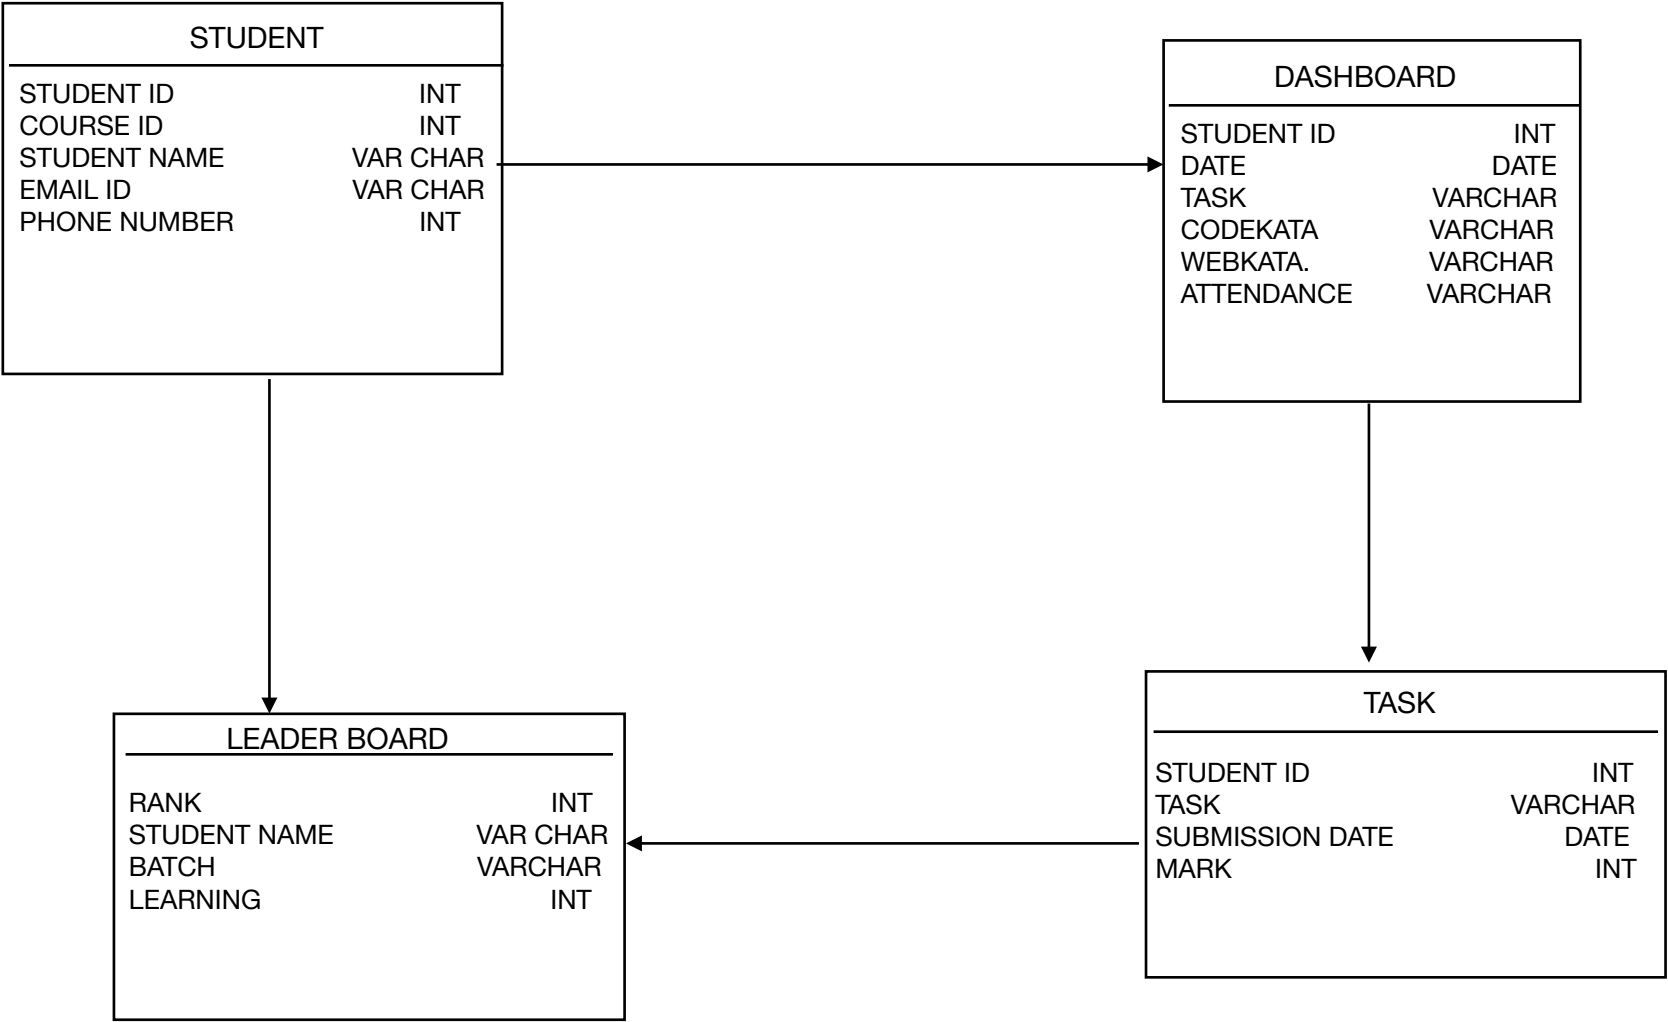 STUDENT
STUDENT ID INT
COURSE ID INT
STUDENT NAME VAR CHAR
EMAIL ID VAR CHAR
PHONE NUMBER INT
DASHBOARD
STUDENT ID INT
DATE DATE
TASK VARCHAR
CODEKATA VARCHAR
WEBKATA. VARCHAR
ATTENDANCE VARCHAR
LEADER BOARD
RANK INT
STUDENT NAME VAR CHAR
BATCH VARCHAR
LEARNING INT
TASK
STUDENT ID INT
TASK VARCHAR
SUBMISSION DATE DATE
MARK INT